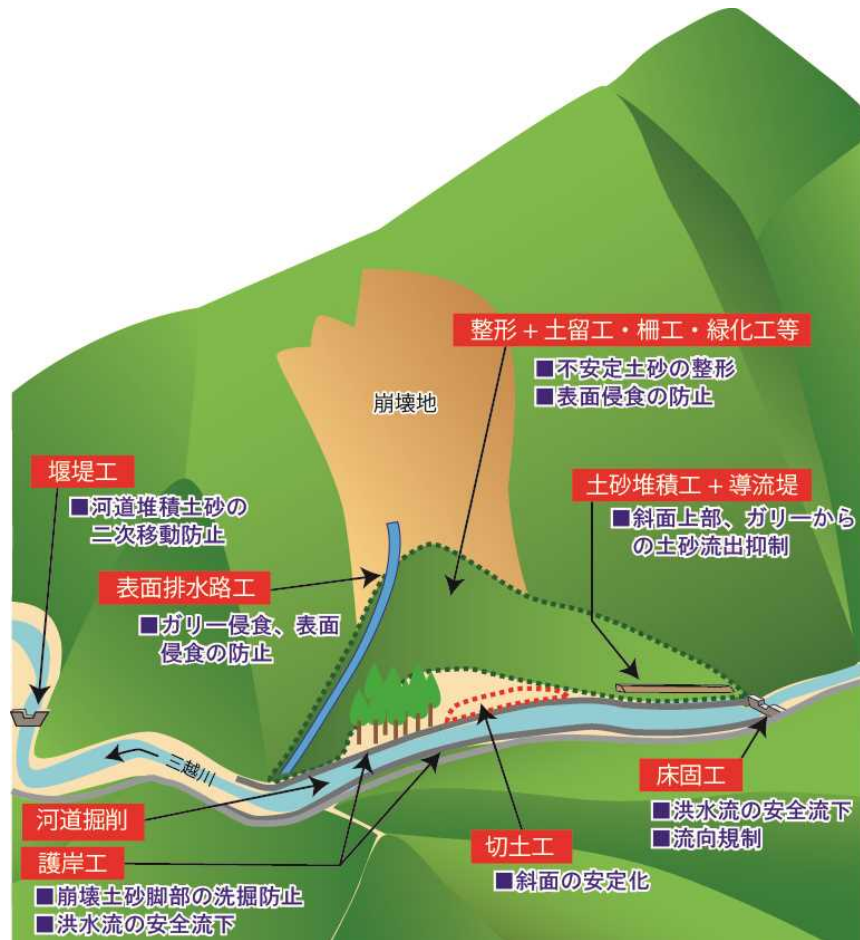 整形 + 土留工・柵工・緑化工等
■不安定土砂の整形
■表面侵食の防止
崩壊地
堰堤工
■河道堆積土砂の
二次移動防止
土砂堆積工 + 導流堤
■斜面上部、ガリーから
の土砂流出抑制
表面排水路工
■ガリー侵食、表面
侵食の防止
三越川
床固工
■洪水流の安全流下
■流向規制
河道掘削
護岸工
■崩壊土砂脚部の洗掘防止
■洪水流の安全流下
切土工
■斜面の安定化